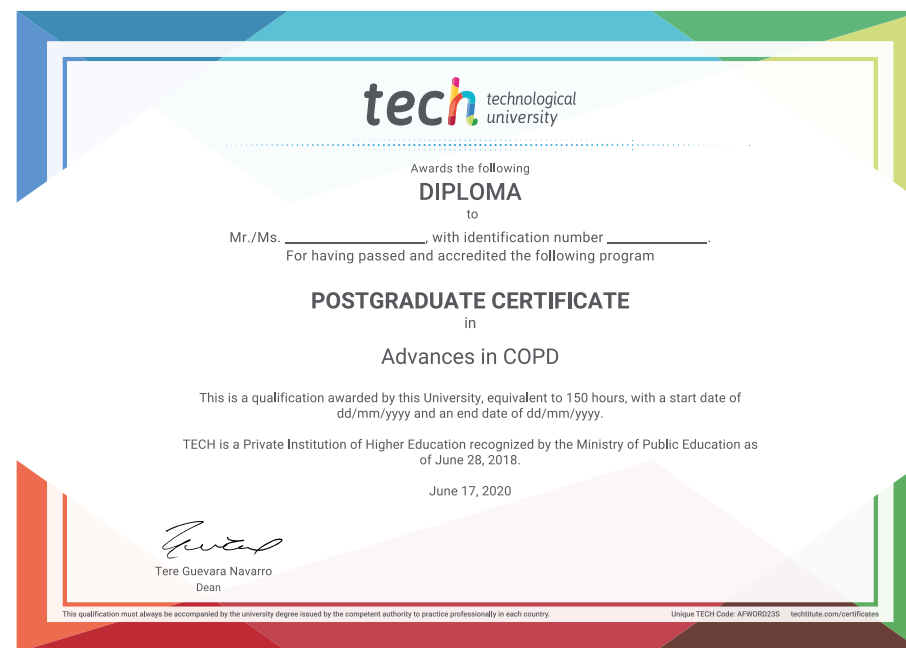 tech technological
university
Awards the following
DIPLOMA
to
Mr./Ms. ____________________, with identification number ______________.
For having passed and accredited the following program
POSTGRADUATE CERTIFICATE
in
Advances in COPD
This is a qualification awarded by this University, equivalent to 150 hours, with a start date of
dd/mm/yyyy and an end date of dd/mm/yyyy.
TECH is a Private Institution of Higher Education recognized by the Ministry of Public Education as
of June 28, 2018.
June 17, 2020
Tere Guevara Navarro
Dean
This qualification must always be accompanied by the university degree issued by the competent authority to practice professionally in each country. Unique TECH Code: AFWORD23S techtitute.com/certificates